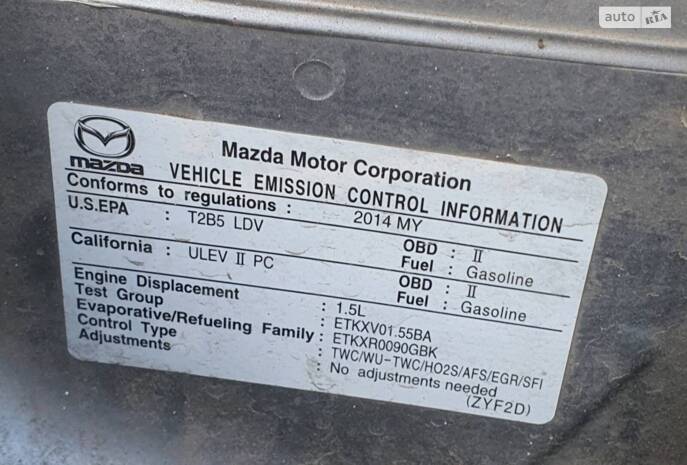 auto RIA
mazda
Mazda Motor Corporation
VEHICLE EMISSION CONTROL INFORMATION
Conforms to regulations : 2014 MY
U.S.EPA : T2B5 LDV OBD : II
Fuel : Gasoline
California : ULEV II PC OBD : II
Fuel : Gasoline
Engine Displacement : 1.5L
Test Group : ETKXV01.55BA
Evaporative/Refueling Family : ETKXR0090GBK
Control Type : TWC/WU-TWC/HO2S/AFS/EGR/SFI
Adjustments No adjustments needed
(ZYF2D)